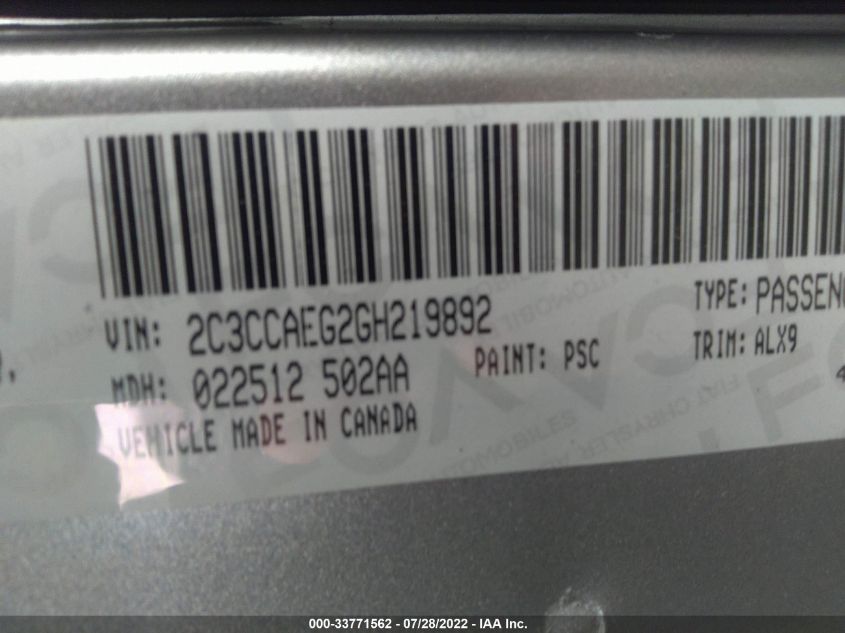 VIN: 2C3CCAEG2GH219892
TYPE: PASSEN
MDH: 022512 502AA
PAINT: PSC
TRIM: ALX9
VEHICLE MADE IN CANADA
000-33771562 / 07/28/2022 - IAA Inc.